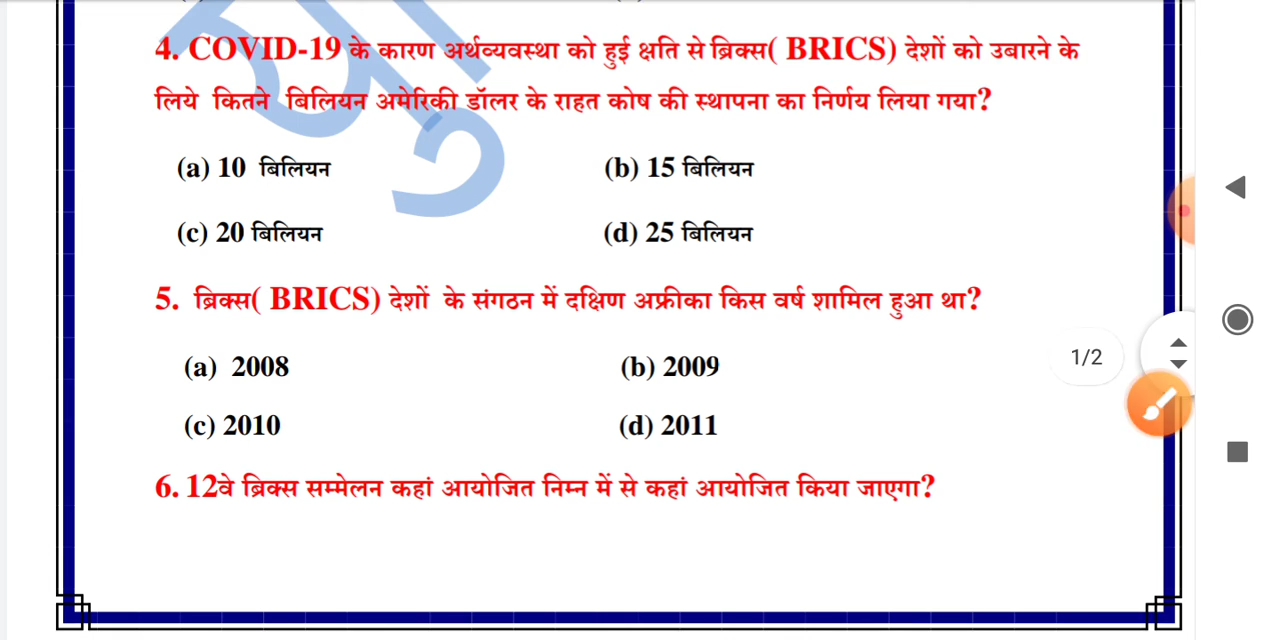 4. COVID-19 के कारण अर्थव्यवस्था को हुई क्षति से ब्रिक्स( BRICS) देशों को उबारने के
लिये कितने बिलियन अमेरिकी डॉलर के राहत कोष की स्थापना का निर्णय लिया गया?
(a) 10 बिलियन (b) 15 बिलियन
(c) 20 बिलियन (d) 25 बिलियन
5. ब्रिक्स( BRICS) देशों के संगठन में दक्षिण अफ्रीका किस वर्ष शामिल हुआ था?
(a) 2008 (b) 2009
1/2
(c) 2010 (d) 2011
6. 12वे ब्रिक्स सम्मेलन कहां आयोजित निम्न में से कहां आयोजित किया जाएगा?